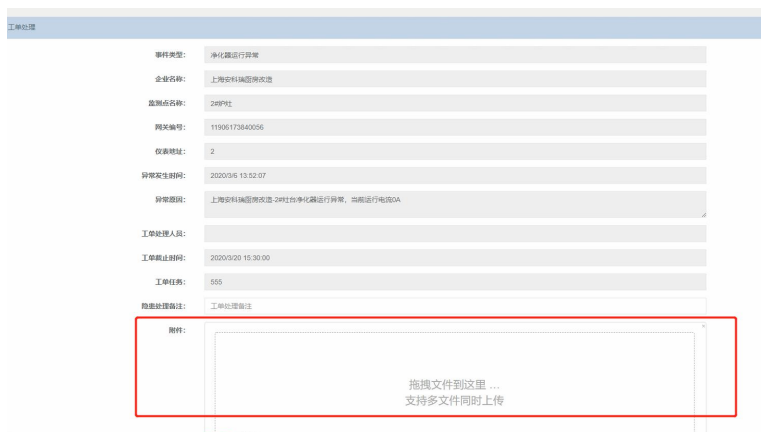 工单处理
事件类型： 净化器运行异常
企业名称： 上海安科瑞厨房改造
监测点名称： 2#炉灶
网关编号： 11906173840056
仪表地址： 2
异常发生时间： 2020/3/6 13:52:07
异常原因： 上海安科瑞厨房改造-2#灶台净化器运行异常，当前运行电流0A
工单处理人员：
工单截止时间： 2020/3/20 15:30:00
工单任务： 555
隐患处理备注： 工单处理备注
附件：
拖拽文件到这里 …
支持多文件同时上传